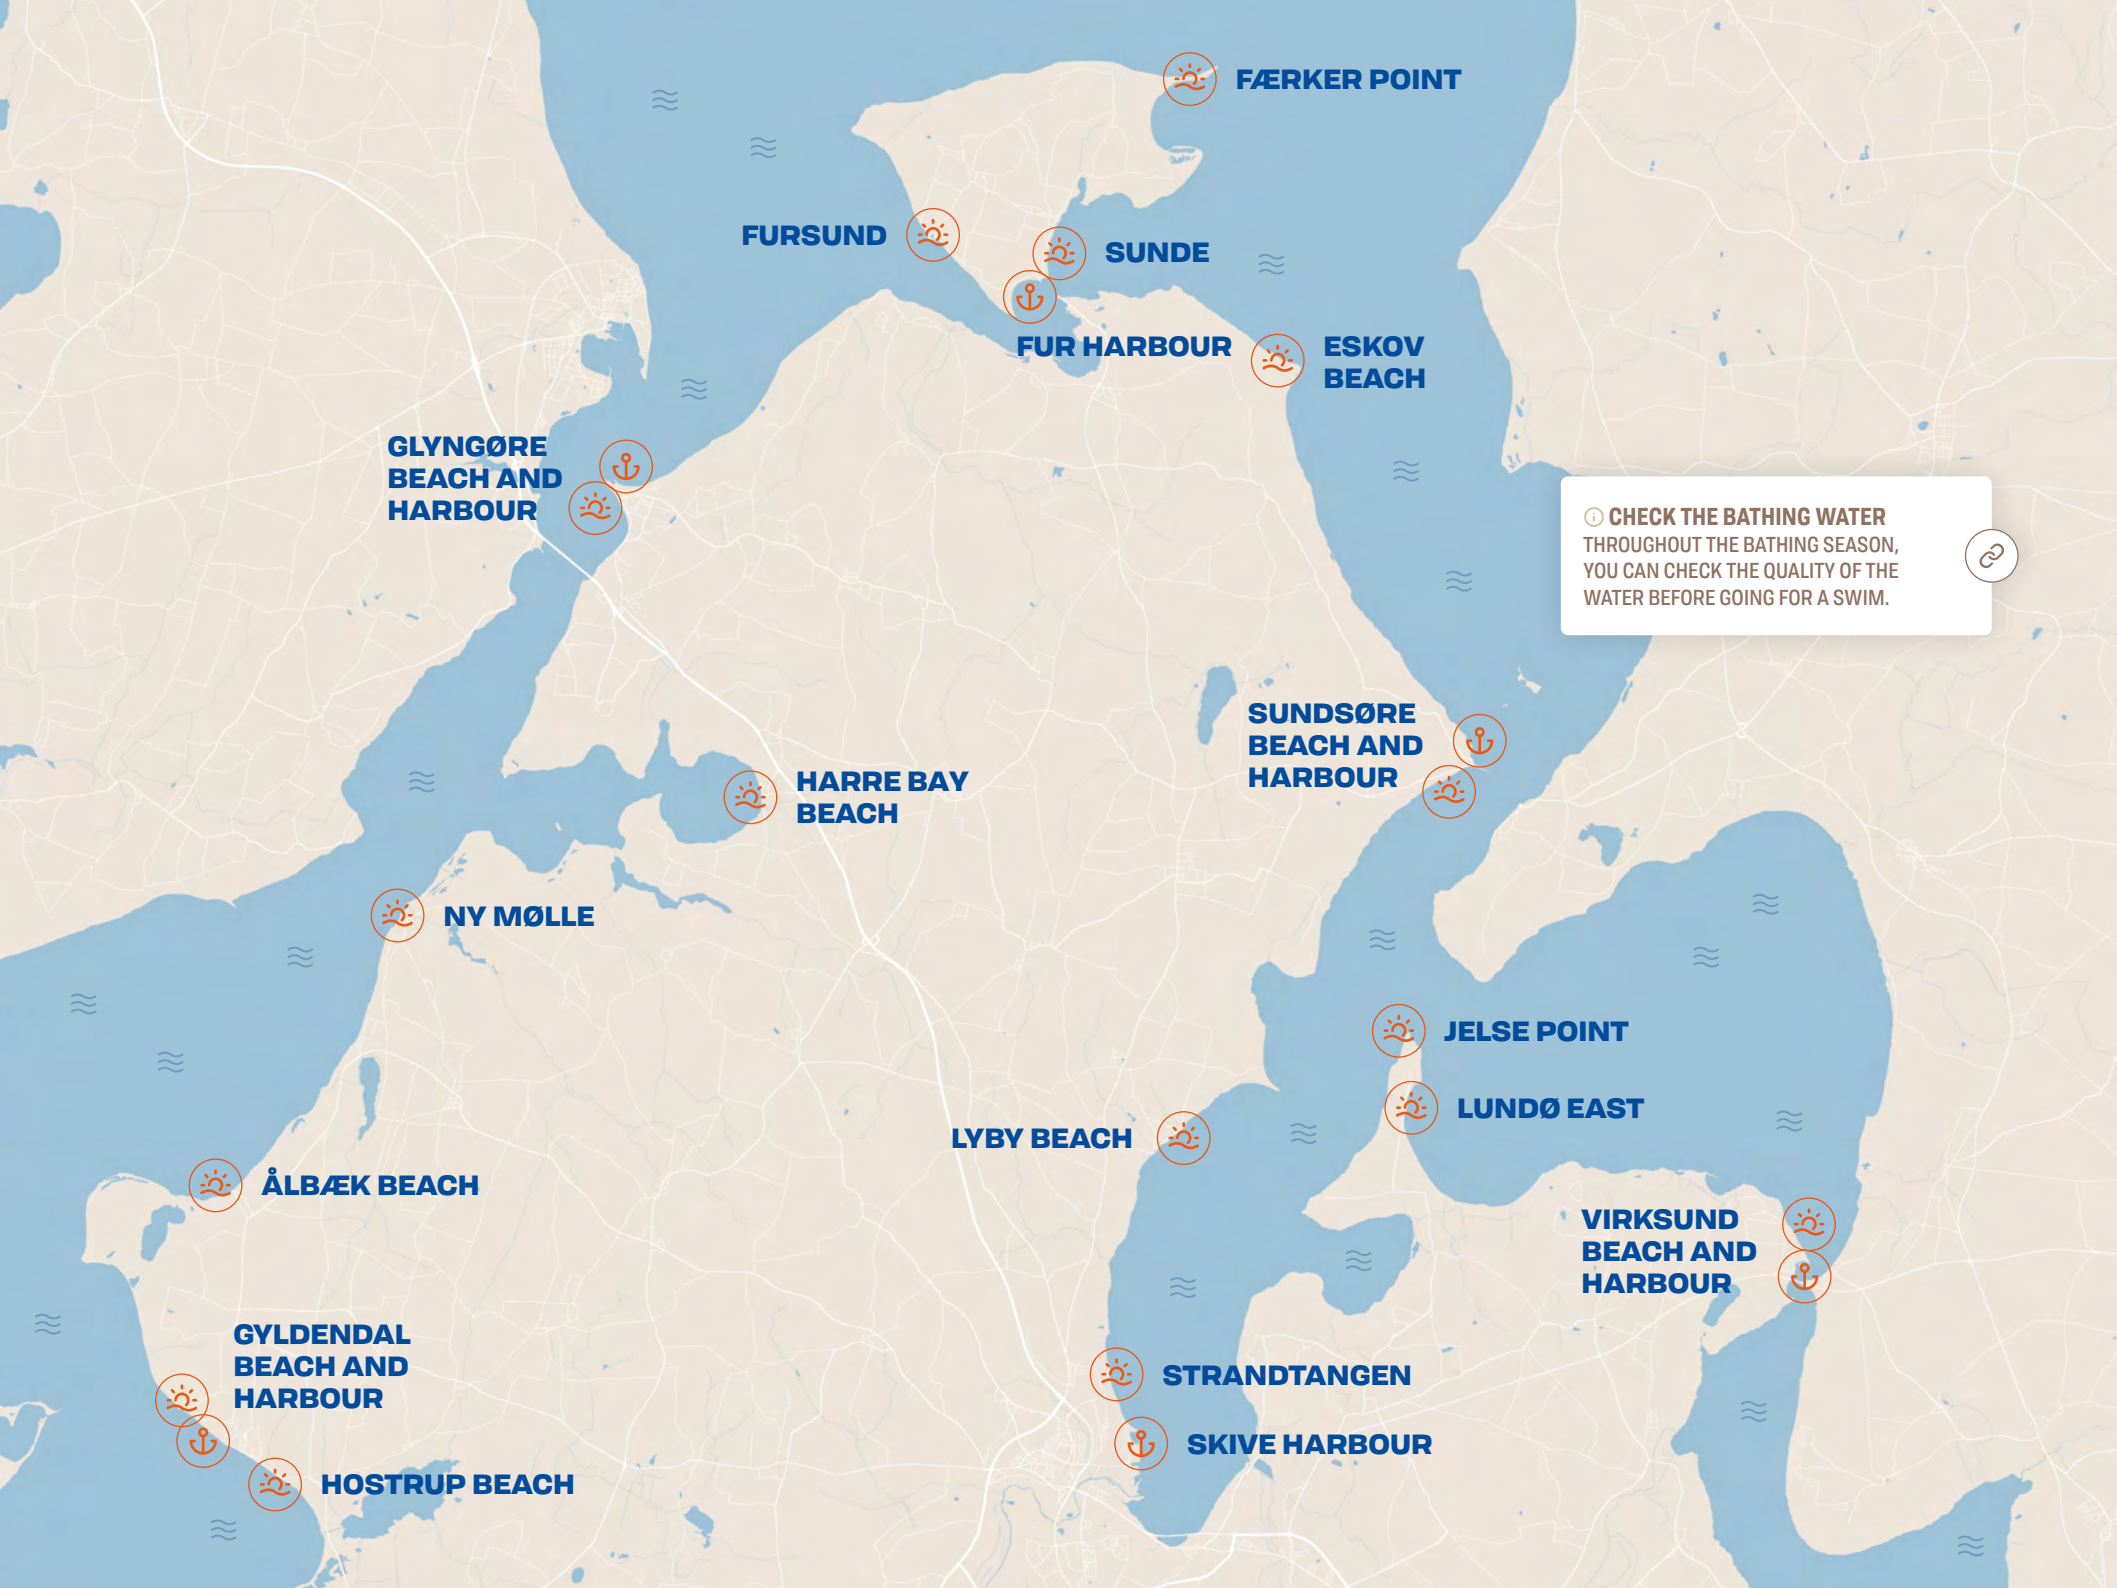 FÆRKER POINT
FURSUND
SUNDE
FUR HARBOUR
ESKOV
BEACH
GLYNGØRE
BEACH AND
HARBOUR
CHECK THE BATHING WATER
THROUGHOUT THE BATHING SEASON,
YOU CAN CHECK THE QUALITY OF THE
WATER BEFORE GOING FOR A SWIM.
SUNDSØRE
BEACH AND
HARBOUR
HARRE BAY
BEACH
NY MØLLE
JELSE POINT
LUNDØ EAST
LYBY BEACH
ÅLBÆK BEACH
VIRKSUND
BEACH AND
HARBOUR
GYLDENDAL
BEACH AND
HARBOUR
STRANDTANGEN
SKIVE HARBOUR
HOSTRUP BEACH